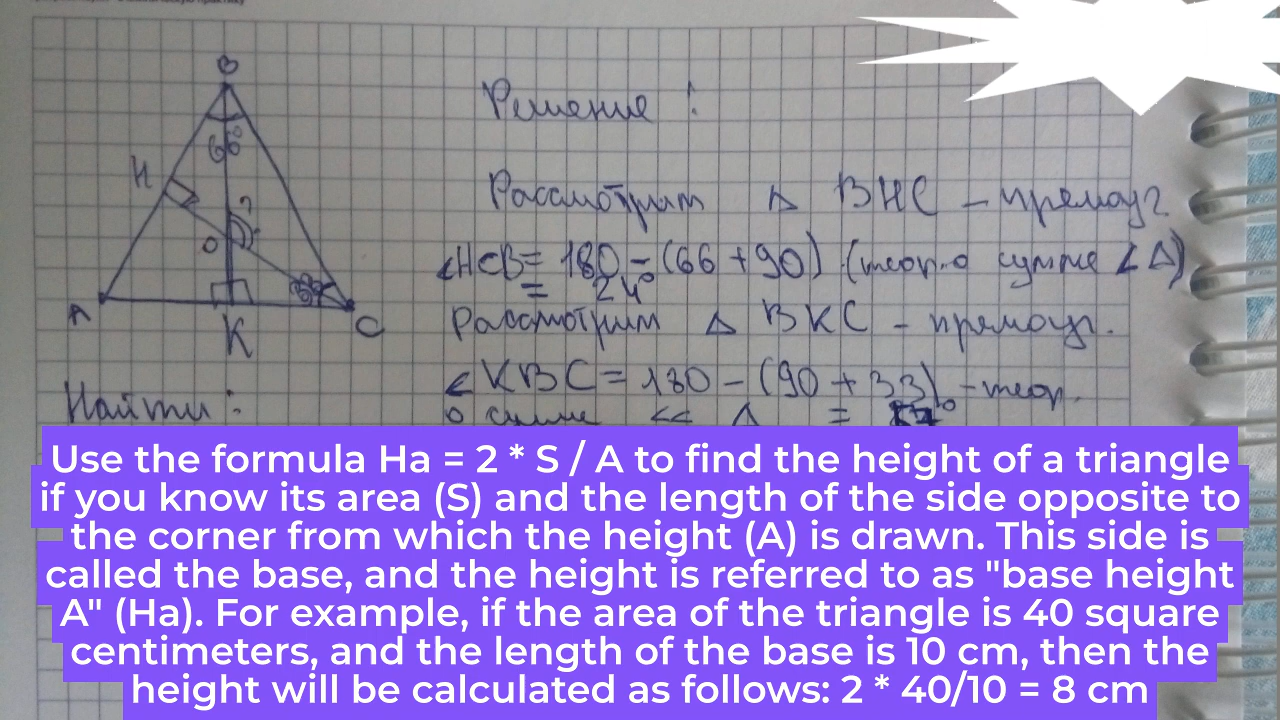 B
66°
H
O
A
K
C
Решение :
Рассмотрим Δ BHC – прямоуг.
∠HCB = 180 – (66 + 90) (теор. о сумме ∠ Δ)
= 24°
Рассмотрим Δ BKC – прямоуг.
∠KBC = 180 – (90 + 33) – теор.
Найти :
о сумме ∠∠ Δ =
Use the formula Ha = 2 * S / A to find the height of a triangle
if you know its area (S) and the length of the side opposite to
the corner from which the height (A) is drawn. This side is
called the base, and the height is referred to as "base height
A" (Ha). For example, if the area of the triangle is 40 square
centimeters, and the length of the base is 10 cm, then the
height will be calculated as follows: 2 * 40/10 = 8 cm